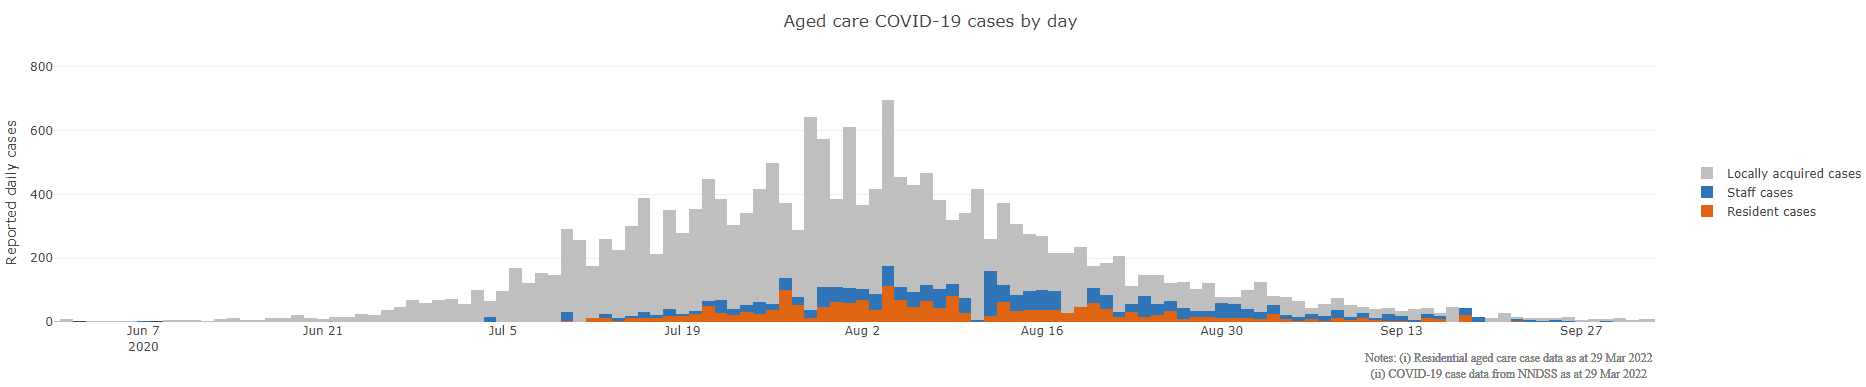 Aged care COVID-19 cases by day
Reported daily cases
800
600
400
200
0
Jun 7
2020
Jun 21
Jul 5
Jul 19
Aug 2
Aug 16
Aug 30
Sep 13
Sep 27
Locally acquired cases
Staff cases
Resident cases
Notes: (i) Residential aged care case data as at 29 Mar 2022
(ii) COVID-19 case data from NNDSS as at 29 Mar 2022